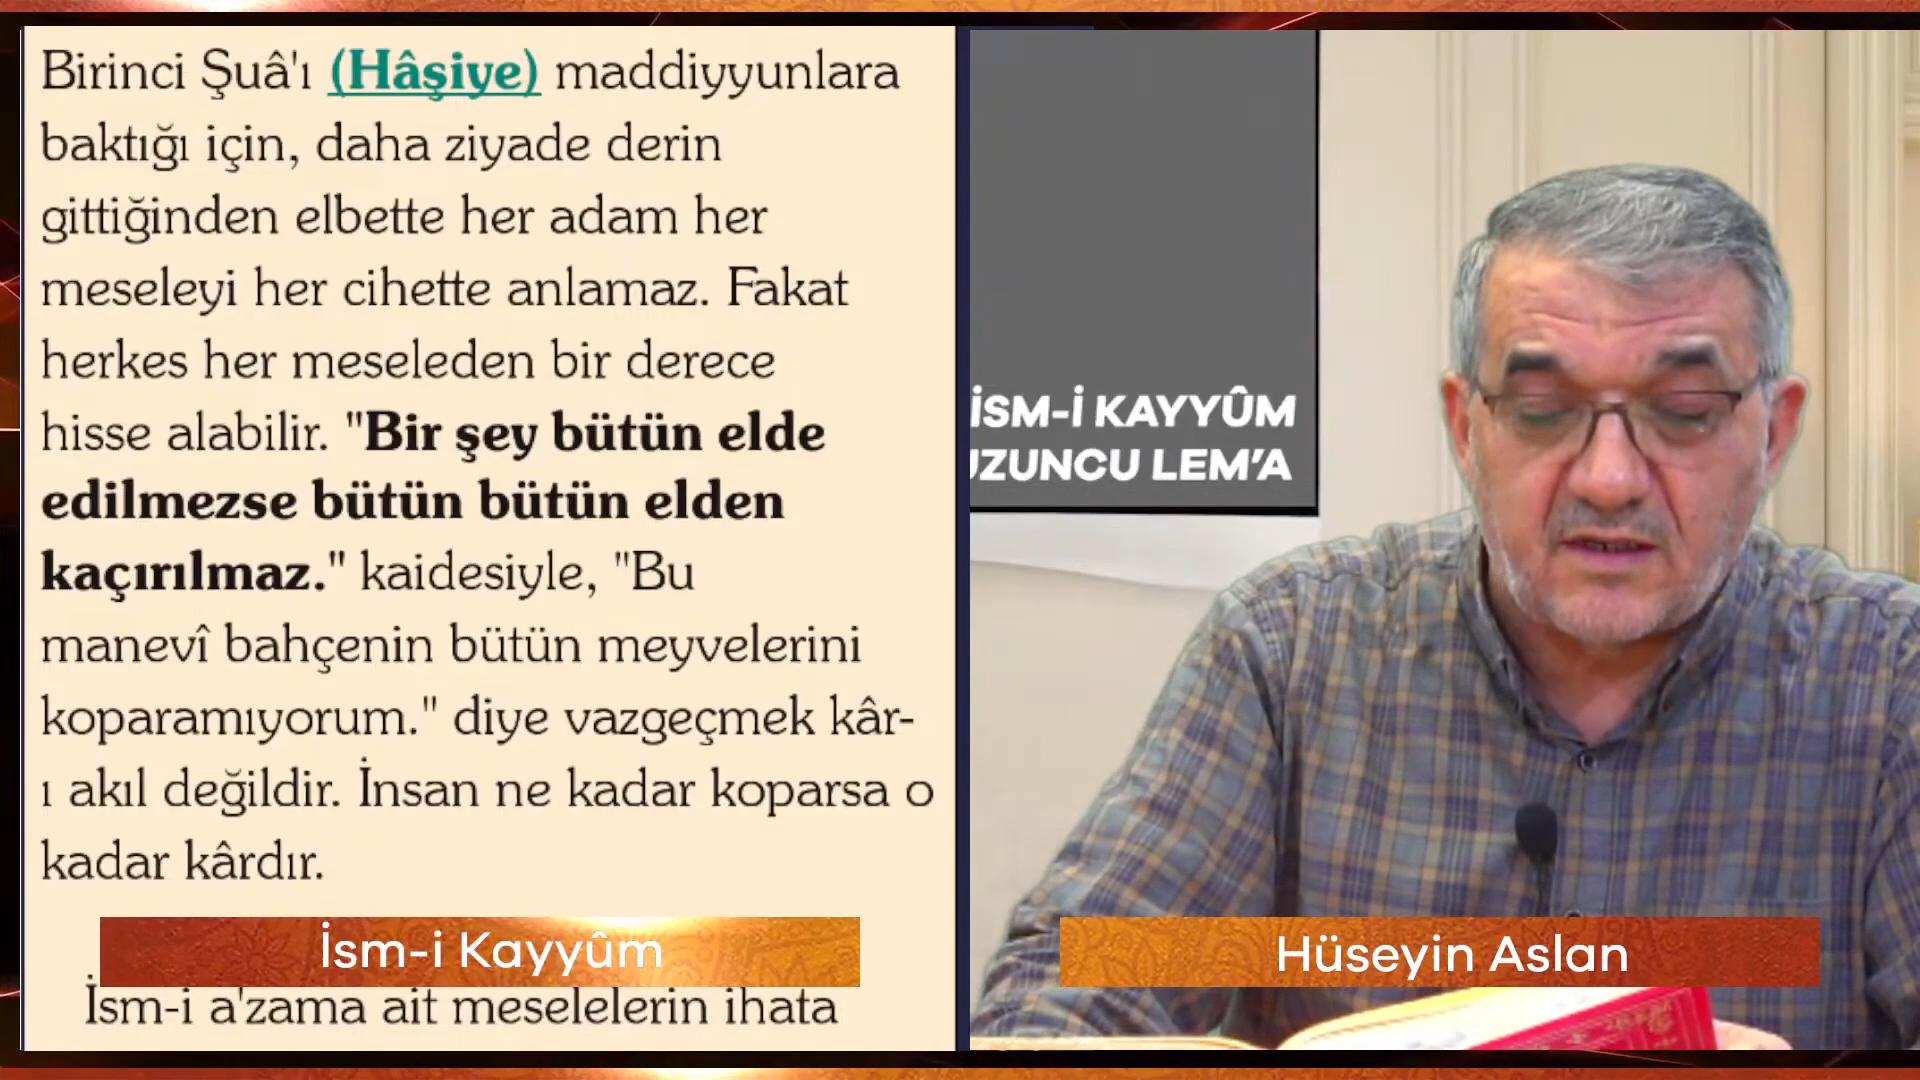 Birinci Şuâ'ı (Hâşiye) maddiyyunlara
baktığı için, daha ziyade derin
gittiğinden elbette her adam her
meseleyi her cihette anlamaz. Fakat
herkes her meseleden bir derece
hisse alabilir. "Bir şey bütün elde
edilmezse bütün bütün elden
kaçırılmaz." kaidesiyle, "Bu
manevî bahçenin bütün meyvelerini
koparamıyorum." diye vazgeçmek kâr-
ı akıl değildir. İnsan ne kadar koparsa o
kadar kârdır.
İsm-i Kayyûm
İsm-i a'zama ait meselelerin ihata
İSM-İ KAYYÛM
UZUNCU LEM'A
Hüseyin Aslan